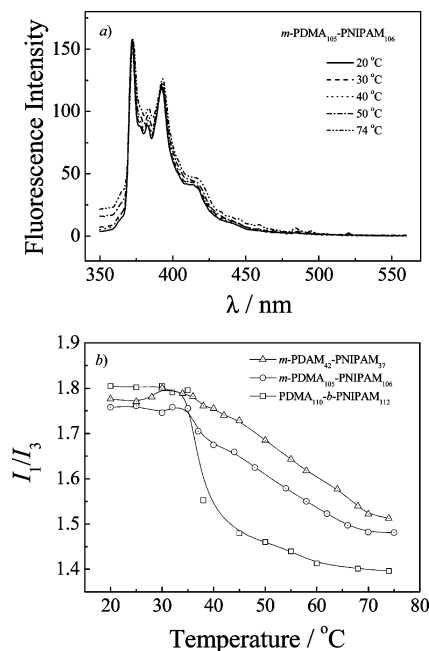 a)
m-PDMA₁₀₅-PNIPAM₁₀₆
20 °C
30 °C
40 °C
50 °C
74 °C
Fluorescence Intensity
150
100
50
0
350 400 450 500 550
λ / nm
b)
m-PDAM₄₂-PNIPAM₃₇
m-PDMA₁₀₅-PNIPAM₁₀₆
PDMA₁₁₀-b-PNIPAM₁₁₂
I₁/I₃
1.9
1.8
1.7
1.6
1.5
1.4
10 20 30 40 50 60 70 80
Temperature / °C